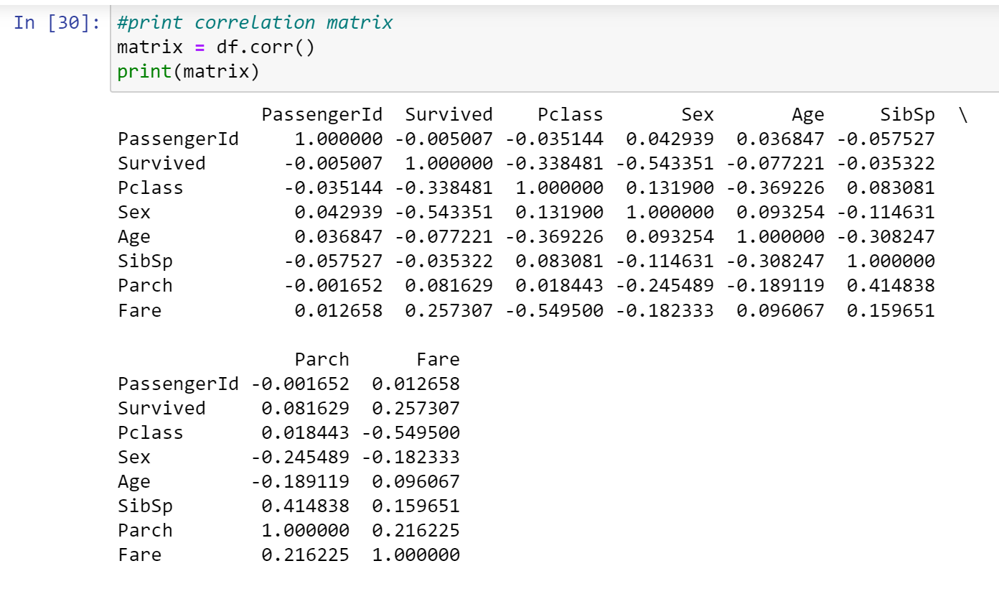 In [30]: #print correlation matrix
matrix = df.corr()
print(matrix)
PassengerId Survived Pclass Sex Age SibSp \
PassengerId 1.000000 -0.005007 -0.035144 0.042939 0.036847 -0.057527
Survived -0.005007 1.000000 -0.338481 -0.543351 -0.077221 -0.035322
Pclass -0.035144 -0.338481 1.000000 0.131900 -0.369226 0.083081
Sex 0.042939 -0.543351 0.131900 1.000000 0.093254 -0.114631
Age 0.036847 -0.077221 -0.369226 0.093254 1.000000 -0.308247
SibSp -0.057527 -0.035322 0.083081 -0.114631 -0.308247 1.000000
Parch -0.001652 0.081629 0.018443 -0.245489 -0.189119 0.414838
Fare 0.012658 0.257307 -0.549500 -0.182333 0.096067 0.159651
Parch Fare
PassengerId -0.001652 0.012658
Survived 0.081629 0.257307
Pclass 0.018443 -0.549500
Sex -0.245489 -0.182333
Age -0.189119 0.096067
SibSp 0.414838 0.159651
Parch 1.000000 0.216225
Fare 0.216225 1.000000